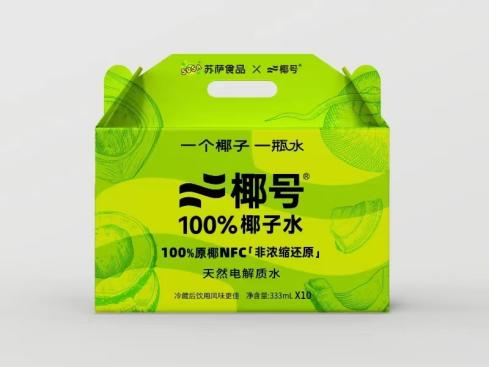 SUSA 苏萨食品 × 椰号®
一个椰子 一瓶水
椰号®
100%椰子水
100%原椰NFC「非浓缩还原」
天然电解质水
冷藏后饮用风味更佳 净含量:333mL X10